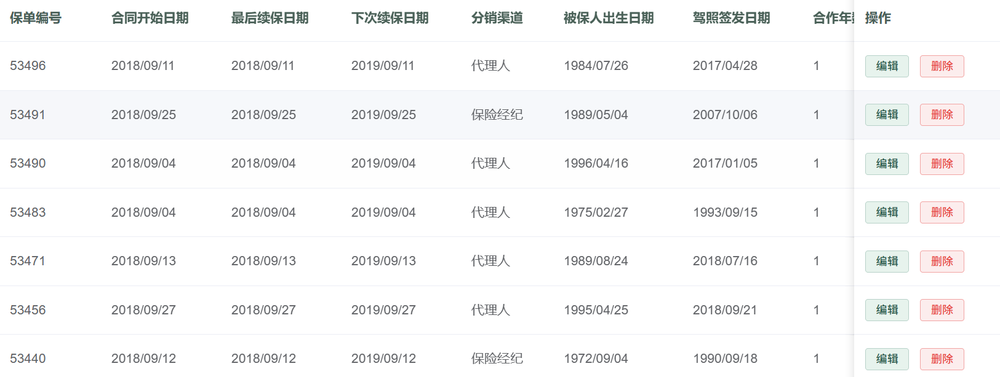 保单编号 合同开始日期 最后续保日期 下次续保日期 分销渠道 被保人出生日期 驾照签发日期 合作年 操作
53496 2018/09/11 2018/09/11 2019/09/11 代理人 1984/07/26 2017/04/28 1 编辑 删除
53491 2018/09/25 2018/09/25 2019/09/25 保险经纪 1989/05/04 2007/10/06 1 编辑 删除
53490 2018/09/04 2018/09/04 2019/09/04 代理人 1996/04/16 2017/01/05 1 编辑 删除
53483 2018/09/04 2018/09/04 2019/09/04 代理人 1975/02/27 1993/09/15 1 编辑 删除
53471 2018/09/13 2018/09/13 2019/09/13 代理人 1989/08/24 2018/07/16 1 编辑 删除
53456 2018/09/27 2018/09/27 2019/09/27 代理人 1995/04/25 2018/09/21 1 编辑 删除
53440 2018/09/12 2018/09/12 2019/09/12 保险经纪 1972/09/04 1990/09/18 1 编辑 删除